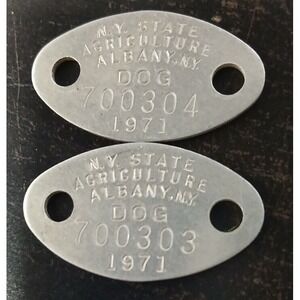 N.Y. STATE
AGRICULTURE
ALBANY.N.Y.
DOG
700304
1971
N.Y. STATE
AGRICULTURE
ALBANY.N.Y.
DOG
700303
1971